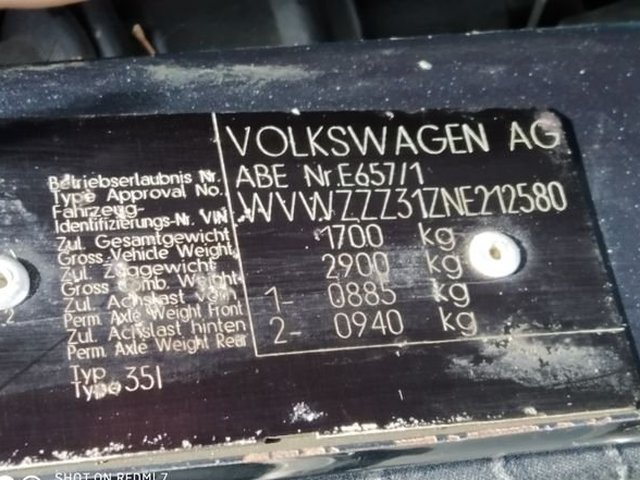 VOLKSWAGEN AG
Betriebserlaubnis Nr.
Type Approval No.
ABE Nr.E657/1
Fahrzeug-
Identifizierungs-Nr. VIN
WVWZZZ31ZNE212580
Zul. Gesamtgewicht
Gross Vehicle Weight
1700 kg
Zul. Zuggewicht
Gross Comb. Weight
2900 kg
Zul. Achslast vorn
Perm. Axle Weight Front
1- 0885 kg
Zul. Achslast hinten
Perm. Axle Weight Rear
2- 0940 kg
Typ
Type 35I
2
SHOT ON REDMI 7